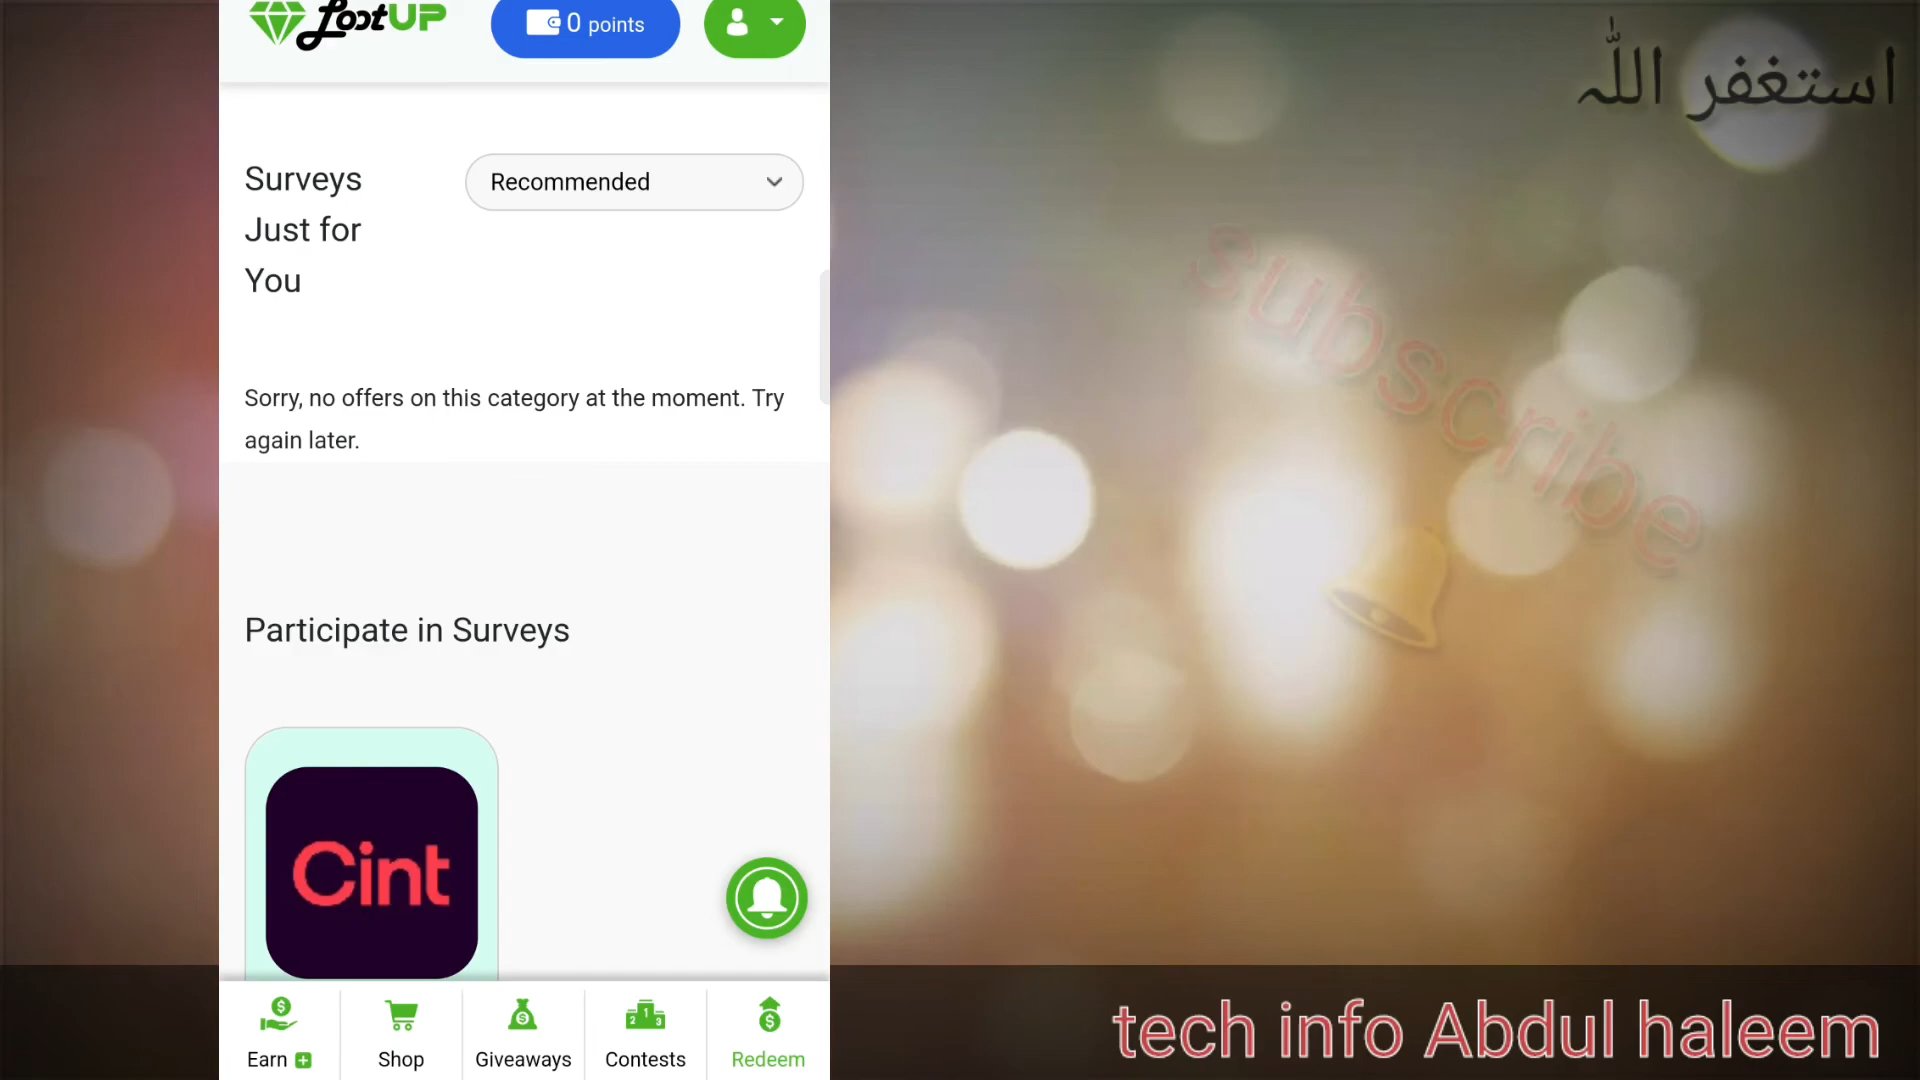 LootUP
0 points
استغفر اللّٰہ
Surveys
Just for
You
Recommended
subscribe
Sorry, no offers on this category at the moment. Try
again later.
Participate in Surveys
Cint
Earn
Shop
Giveaways
Contests
Redeem
tech info Abdul haleem